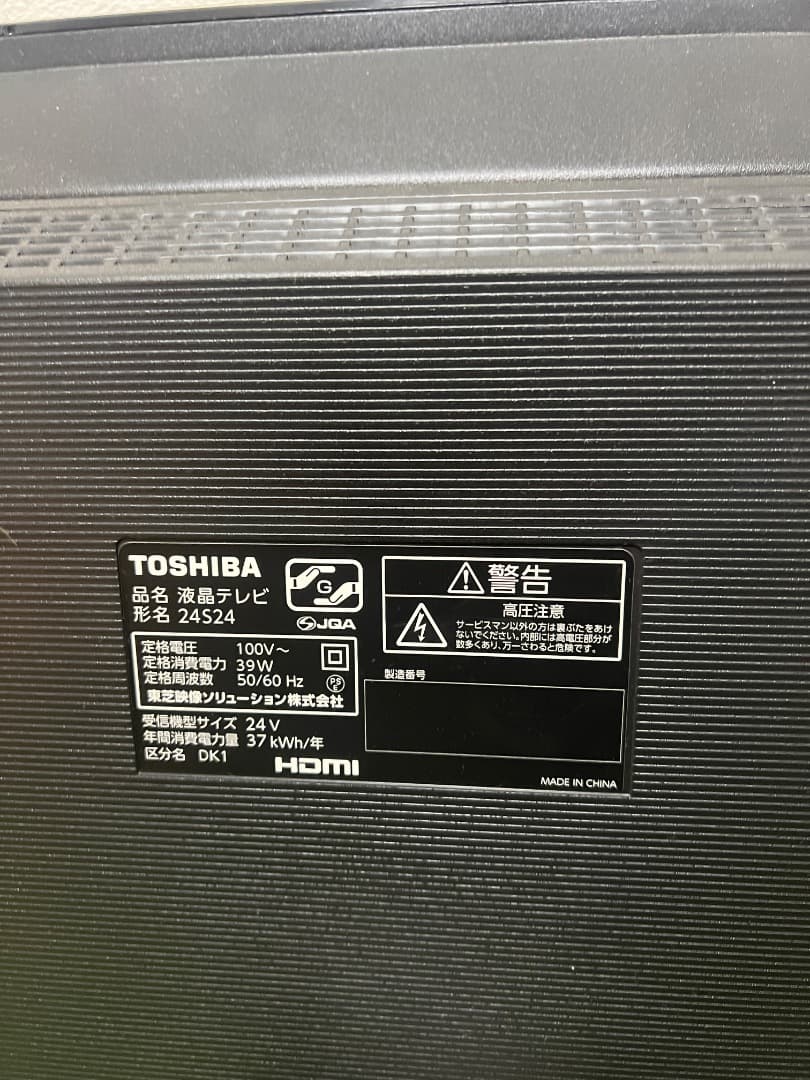 TOSHIBA
品名 液晶テレビ
形名 24S24
G
JQA
定格電圧 100V～
定格消費電力 39W
定格周波数 50/60 Hz
PS
E
東芝映像ソリューション株式会社
受信機型サイズ 24V
年間消費電力量 37kWh/年
区分名 DK1
HDMI
警告
高圧注意
サービスマン以外の方は裏ぶたをあけ
ないでください。内部には高電圧部分が
数多くあり、万一さわると危険です。
製造番号
MADE IN CHINA